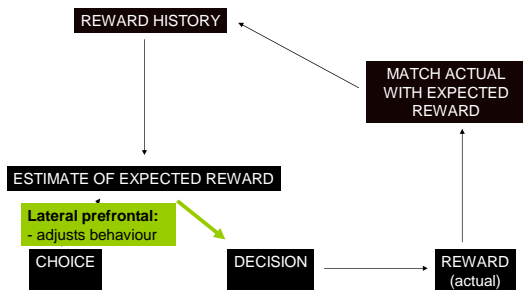 REWARD HISTORY
MATCH ACTUAL
WITH EXPECTED
REWARD
ESTIMATE OF EXPECTED REWARD
Lateral prefrontal:
- adjusts behaviour
CHOICE
DECISION
REWARD
(actual)